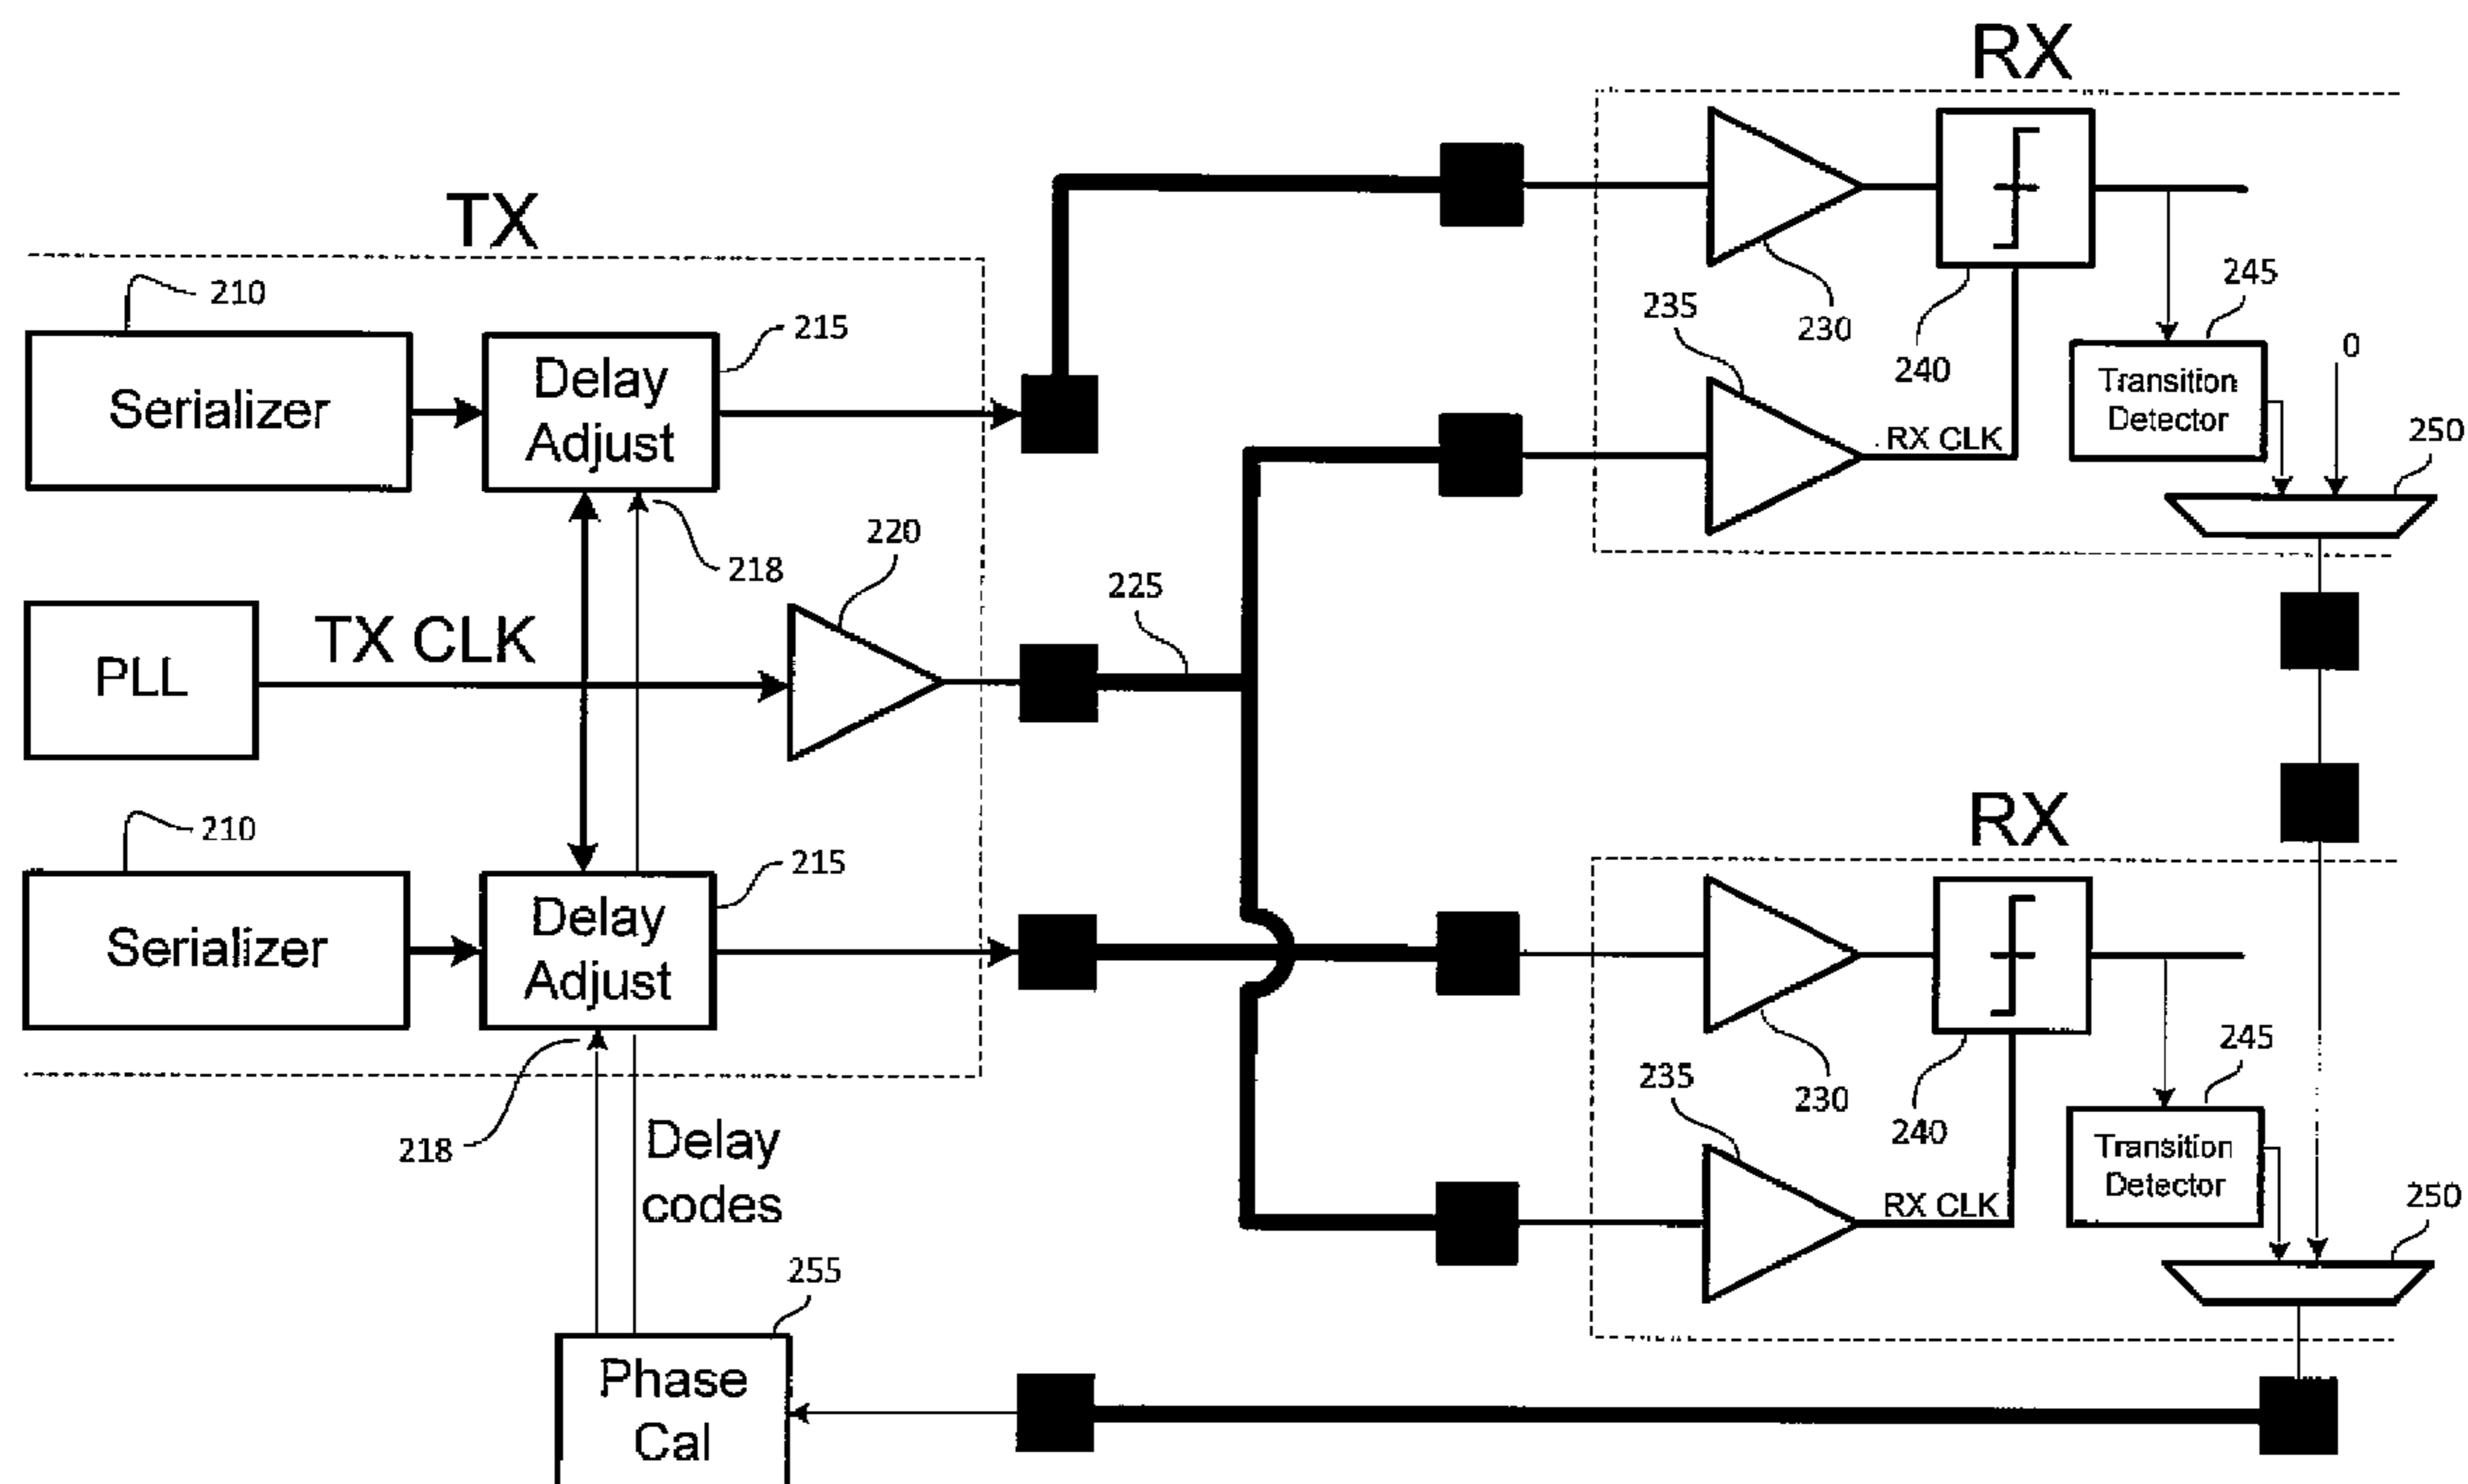 RX
TX
210
215
235
230
240
245
0
Serializer
Delay
Adjust
RX CLK
Transition
Detector
250
220
218
225
PLL
TX CLK
RX
210
215
Serializer
Delay
Adjust
218
235
230
240
245
Delay
codes
RX CLK
Transition
Detector
250
255
Phase
Cal